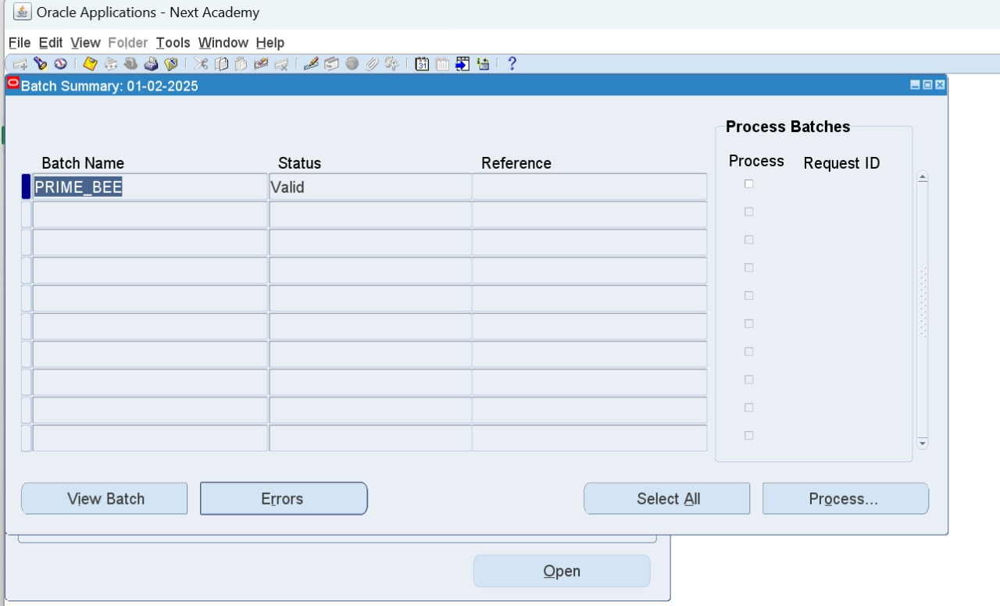 Oracle Applications - Next Academy
File Edit View Folder Tools Window Help
31 ?
Batch Summary: 01-02-2025
Process Batches
Batch Name Status Reference Process Request ID
PRIME_BEE Valid
View Batch Errors Select All Process...
Open